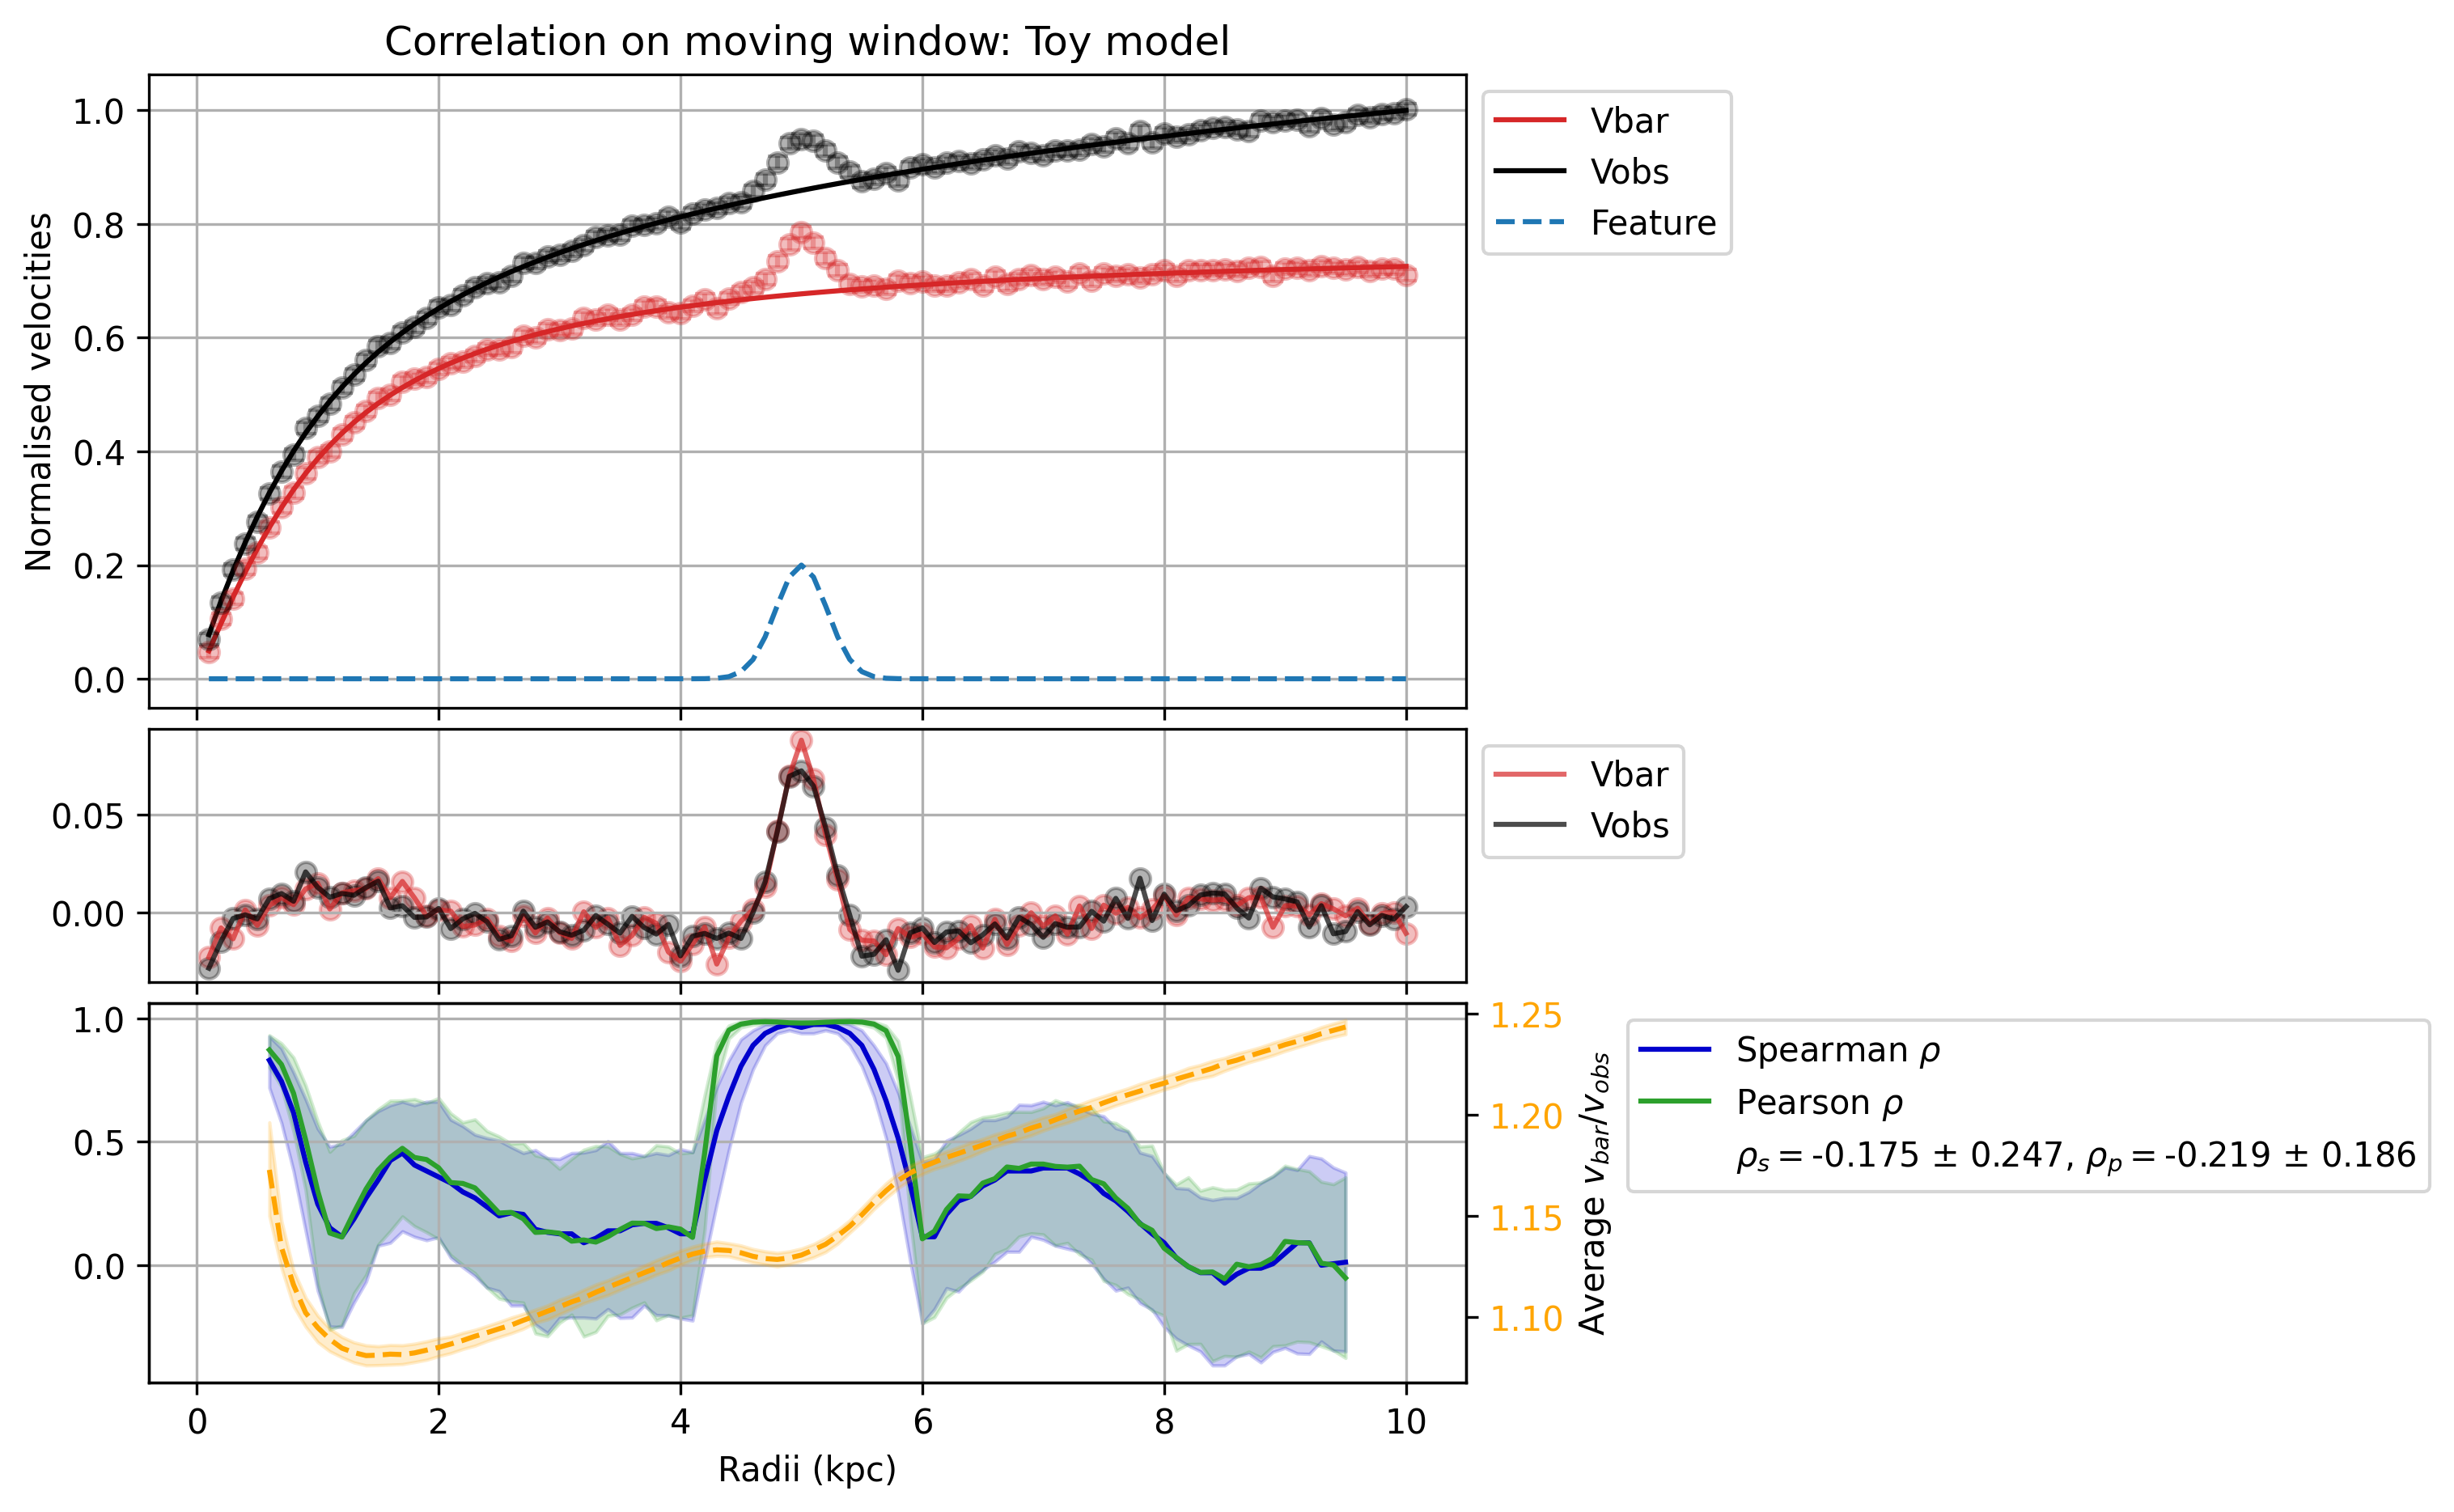 Correlation on moving window: Toy model
1.0
0.8
0.6
0.4
0.2
0.0
Normalised velocities
Vbar
Vobs
Feature
0.05
0.00
Vbar
Vobs
1.0
0.5
0.0
1.25
1.20
1.15
1.10
Average v_bar/v_obs
Spearman ρ
Pearson ρ
ρ_s = -0.175 ± 0.247, ρ_p = -0.219 ± 0.186
0 2 4 6 8 10
Radii (kpc)